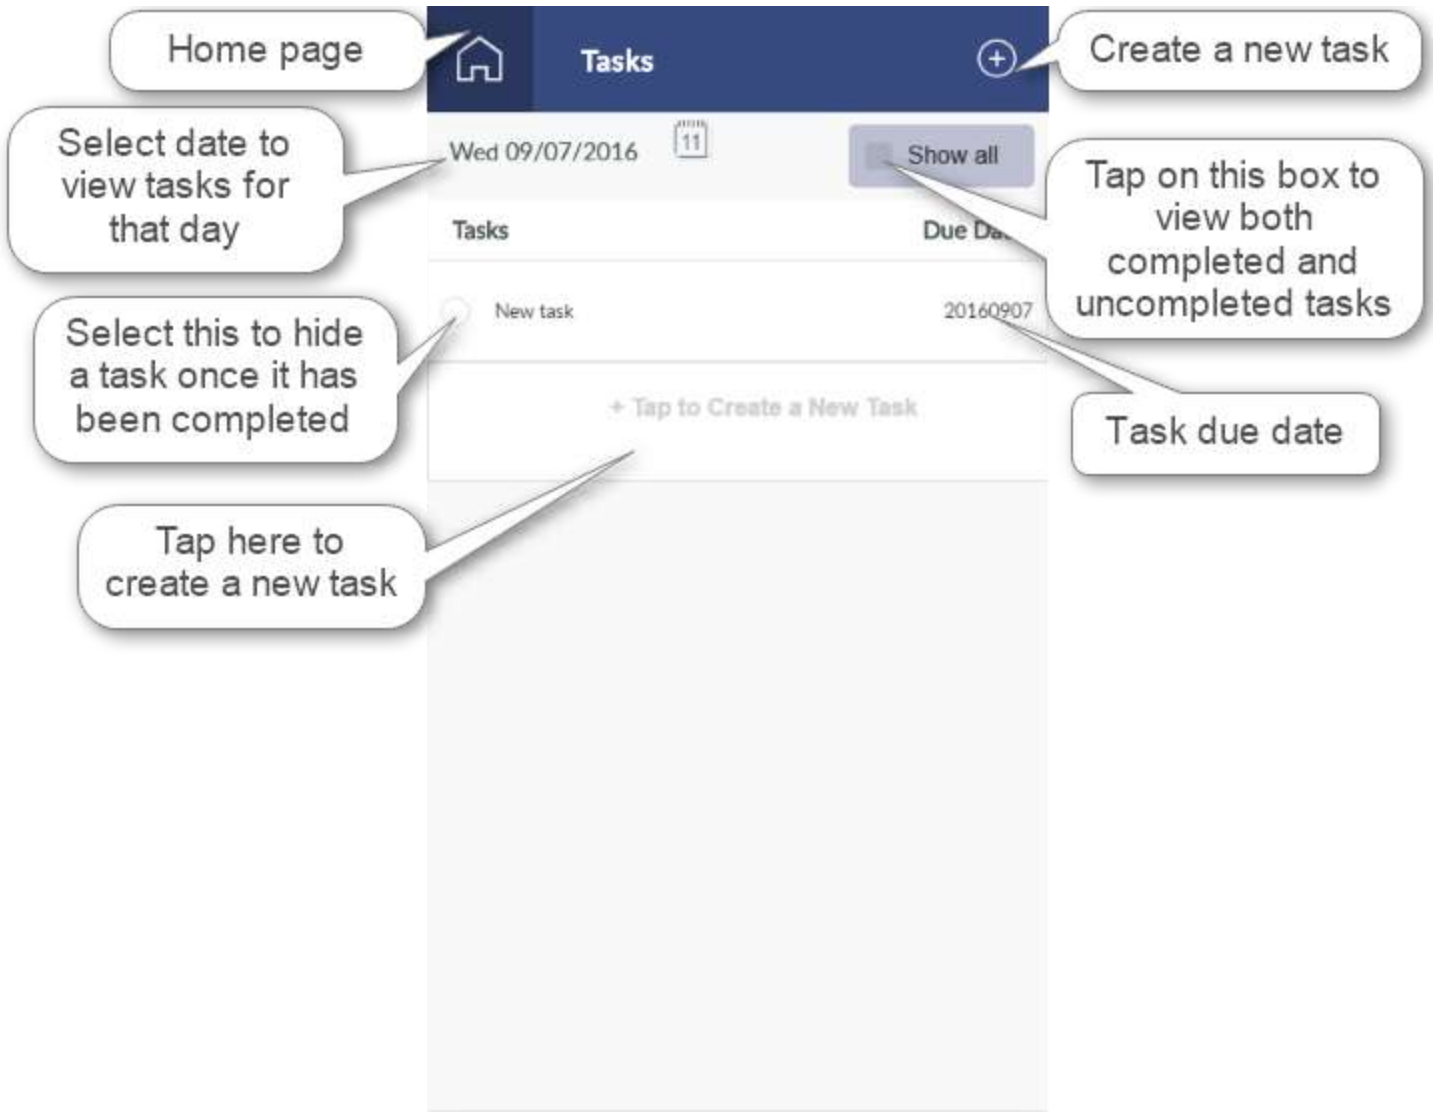 Home page
Tasks
Create a new task
Select date to
view tasks for
that day
Wed 09/07/2016
11
Show all
Tap on this box to
view both
completed and
uncompleted tasks
Tasks
Due Da
Select this to hide
a task once it has
been completed
New task
20160907
+ Tap to Create a New Task
Task due date
Tap here to
create a new task